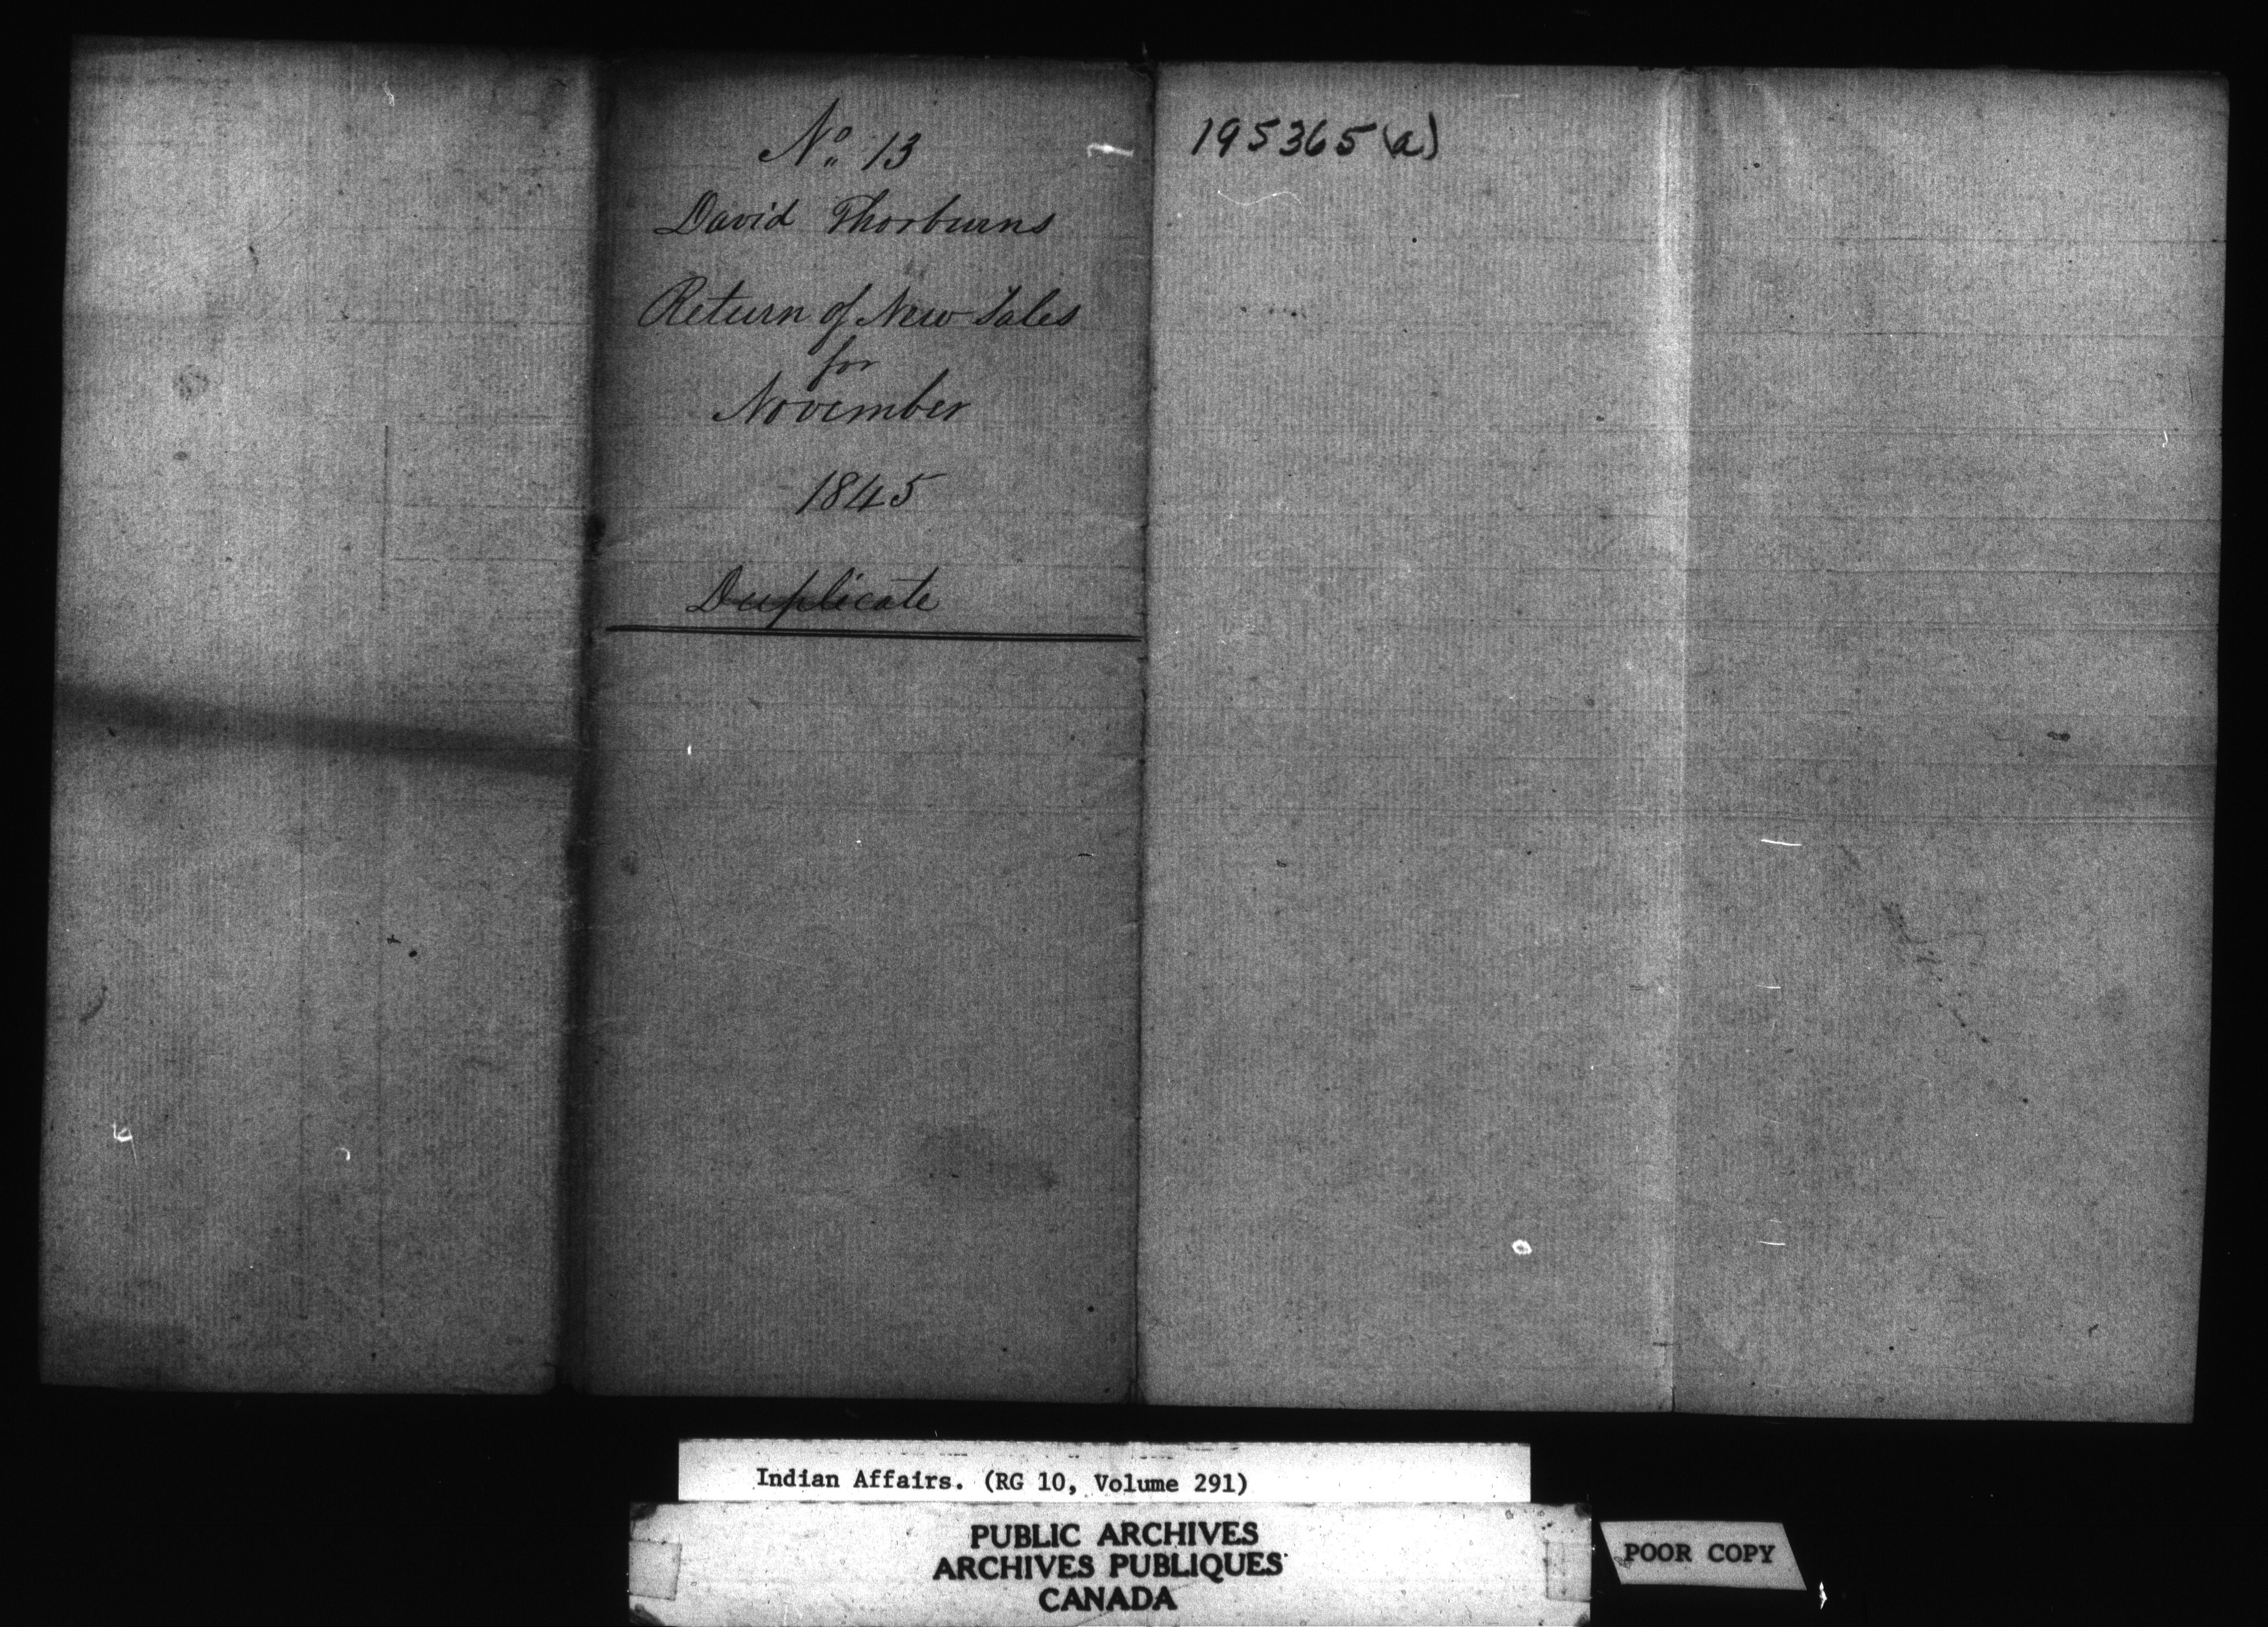 No. 13
David Thorburns
Return of New Sales
for
November
1845
Duplicate
195365(a)
Indian Affairs. (RG 10, Volume 291)
PUBLIC ARCHIVES
ARCHIVES PUBLIQUES
CANADA
POOR COPY